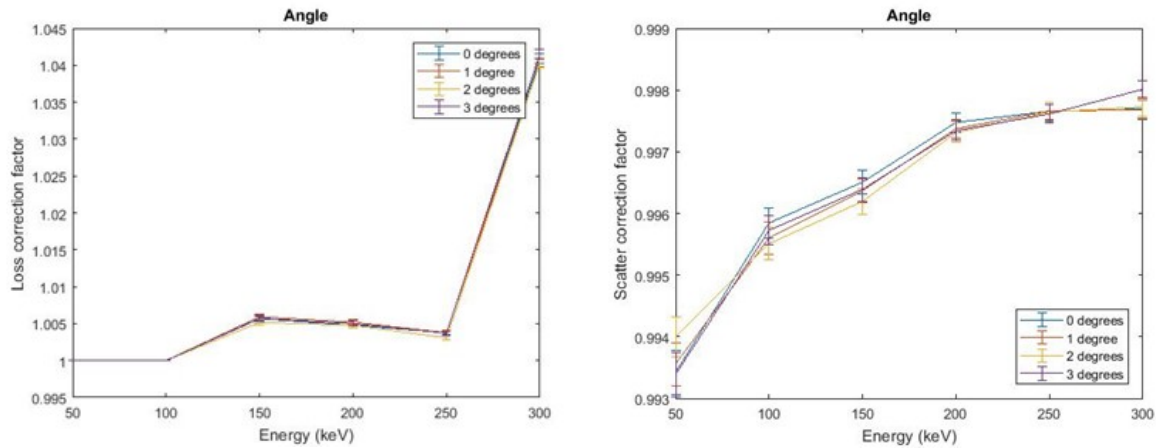 Angle
1.045
1.04
1.035
1.03
1.025
1.02
1.015
1.01
1.005
1
0.995
Loss correction factor
50 100 150 200 250 300
Energy (keV)
0 degrees
1 degree
2 degrees
3 degrees
Angle
0.999
0.998
0.997
0.996
0.995
0.994
0.993
Scatter correction factor
50 100 150 200 250 300
Energy (keV)
0 degrees
1 degree
2 degrees
3 degrees